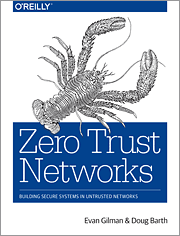 O'REILLY®
Zero Trust
Networks
BUILDING SECURE SYSTEMS IN UNTRUSTED NETWORKS
Evan Gilman & Doug Barth